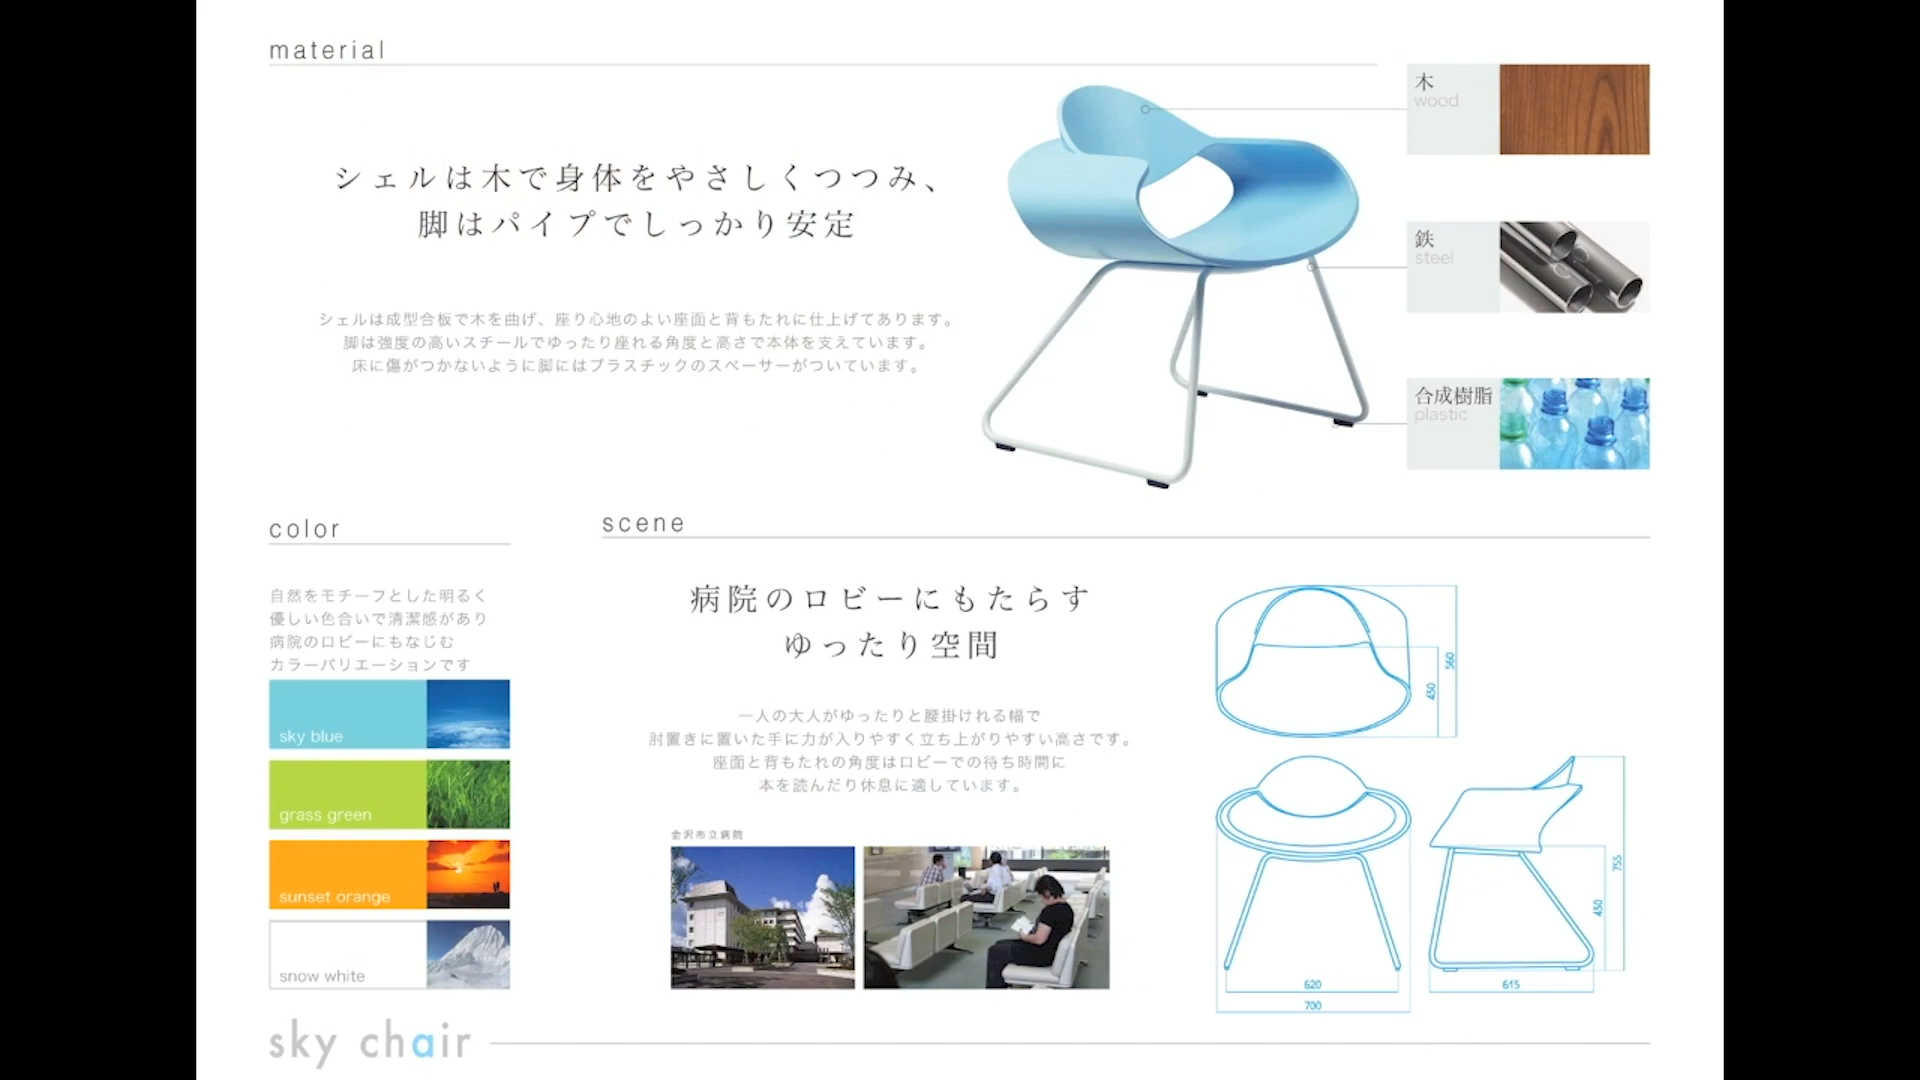 material
シェルは木で身体をやさしくつつみ、
脚はパイプでしっかり安定
シェルは成型合板で木を曲げ、座り心地のよい座面と背もたれに仕上げてあります。
脚は強度の高いスチールでゆったり座れる角度と高さで本体を支えています。
床に傷がつかないように脚にはプラスチックのスペーサーがついています。
木
wood
鉄
steel
合成樹脂
plastic
color
自然をモチーフとした明るく
優しい色合いで清潔感があり
病院のロビーにもなじむ
カラーバリエーションです
sky blue
grass green
sunset orange
snow white
scene
病院のロビーにもたらす
ゆったり空間
一人の大人がゆったりと腰掛けれる幅で
肘置きに置いた手に力が入りやすく立ち上がりやすい高さです。
座面と背もたれの角度はロビーでの待ち時間に
本を読んだり休息に適しています。
金沢市立病院
560
430
755
450
620
700
615
sky chair